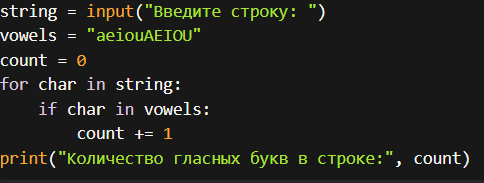 string = input("Введите строку: ")
vowels = "aeiouAEIOU"
count = 0
for char in string:
    if char in vowels:
        count += 1
print("Количество гласных букв в строке:", count)